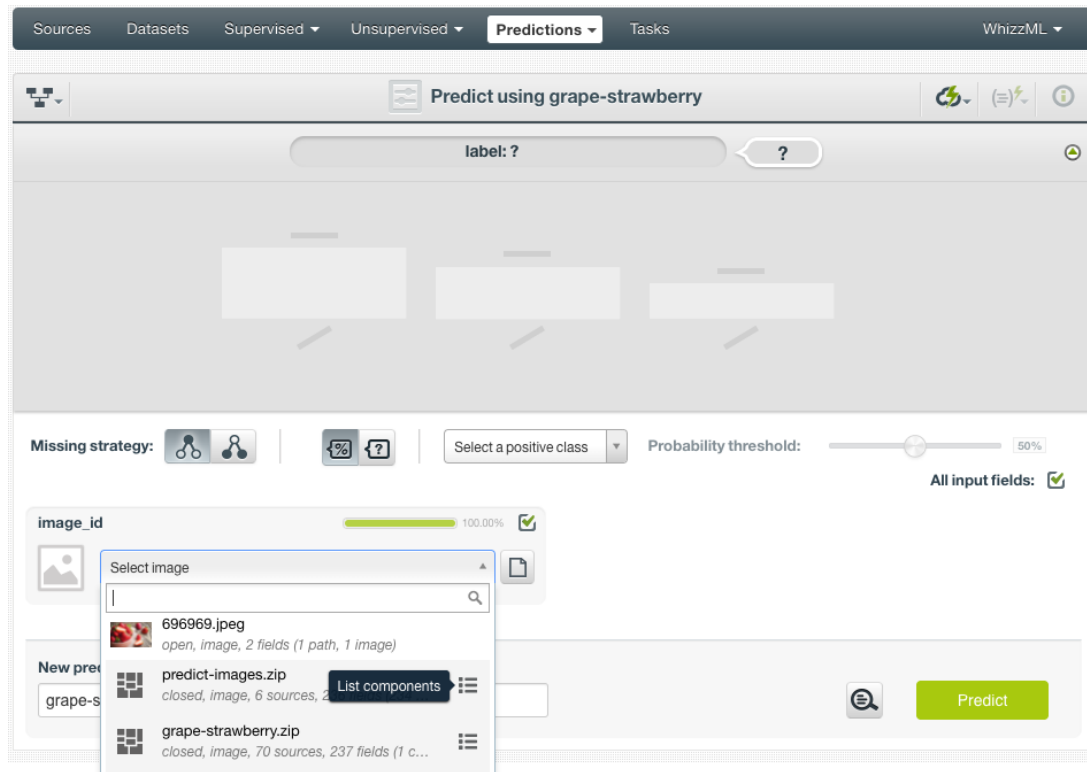 Sources Datasets Supervised Unsupervised Predictions Tasks WhizzML
Predict using grape-strawberry
label: ? ?
Missing strategy: % ? Select a positive class Probability threshold: 50%
All input fields:
image_id 100.00%
Select image
696969.jpeg
open, image, 2 fields (1 path, 1 image)
New pred
predict-images.zip
closed, image, 6 sources, 2
List components
grape-s
grape-strawberry.zip
closed, image, 70 sources, 237 fields (1 c...
Predict